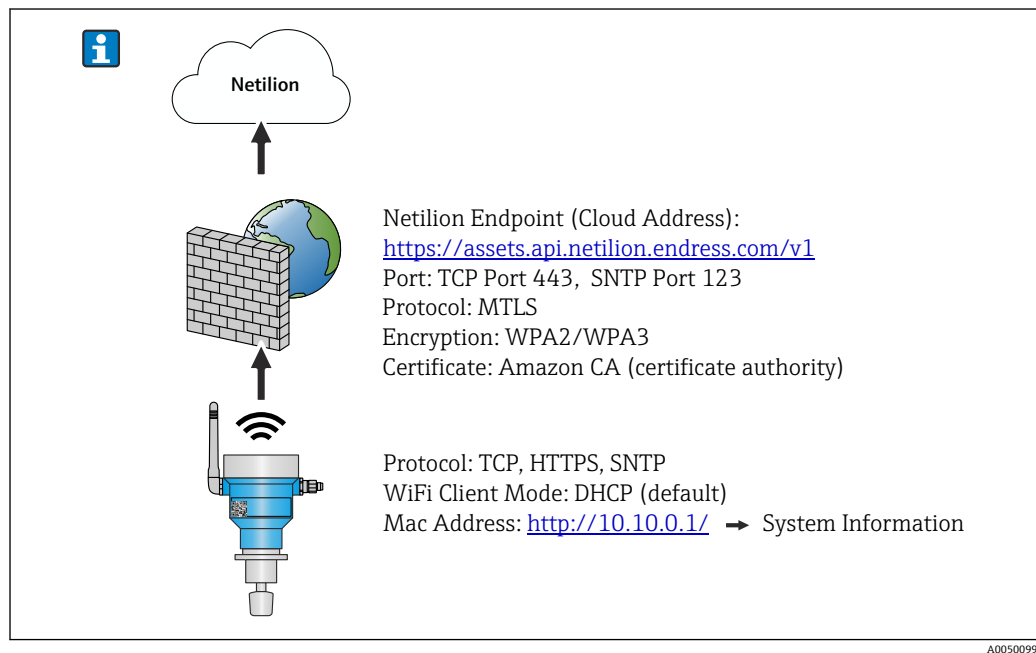 Netilion
Netilion Endpoint (Cloud Address):
https://assets.api.netilion.endress.com/v1
Port: TCP Port 443,  SNTP Port 123
Protocol: MTLS
Encryption: WPA2/WPA3
Certificate: Amazon CA (certificate authority)
Protocol: TCP, HTTPS, SNTP
WiFi Client Mode: DHCP (default)
Mac Address: http://10.10.0.1/ → System Information
A0050099